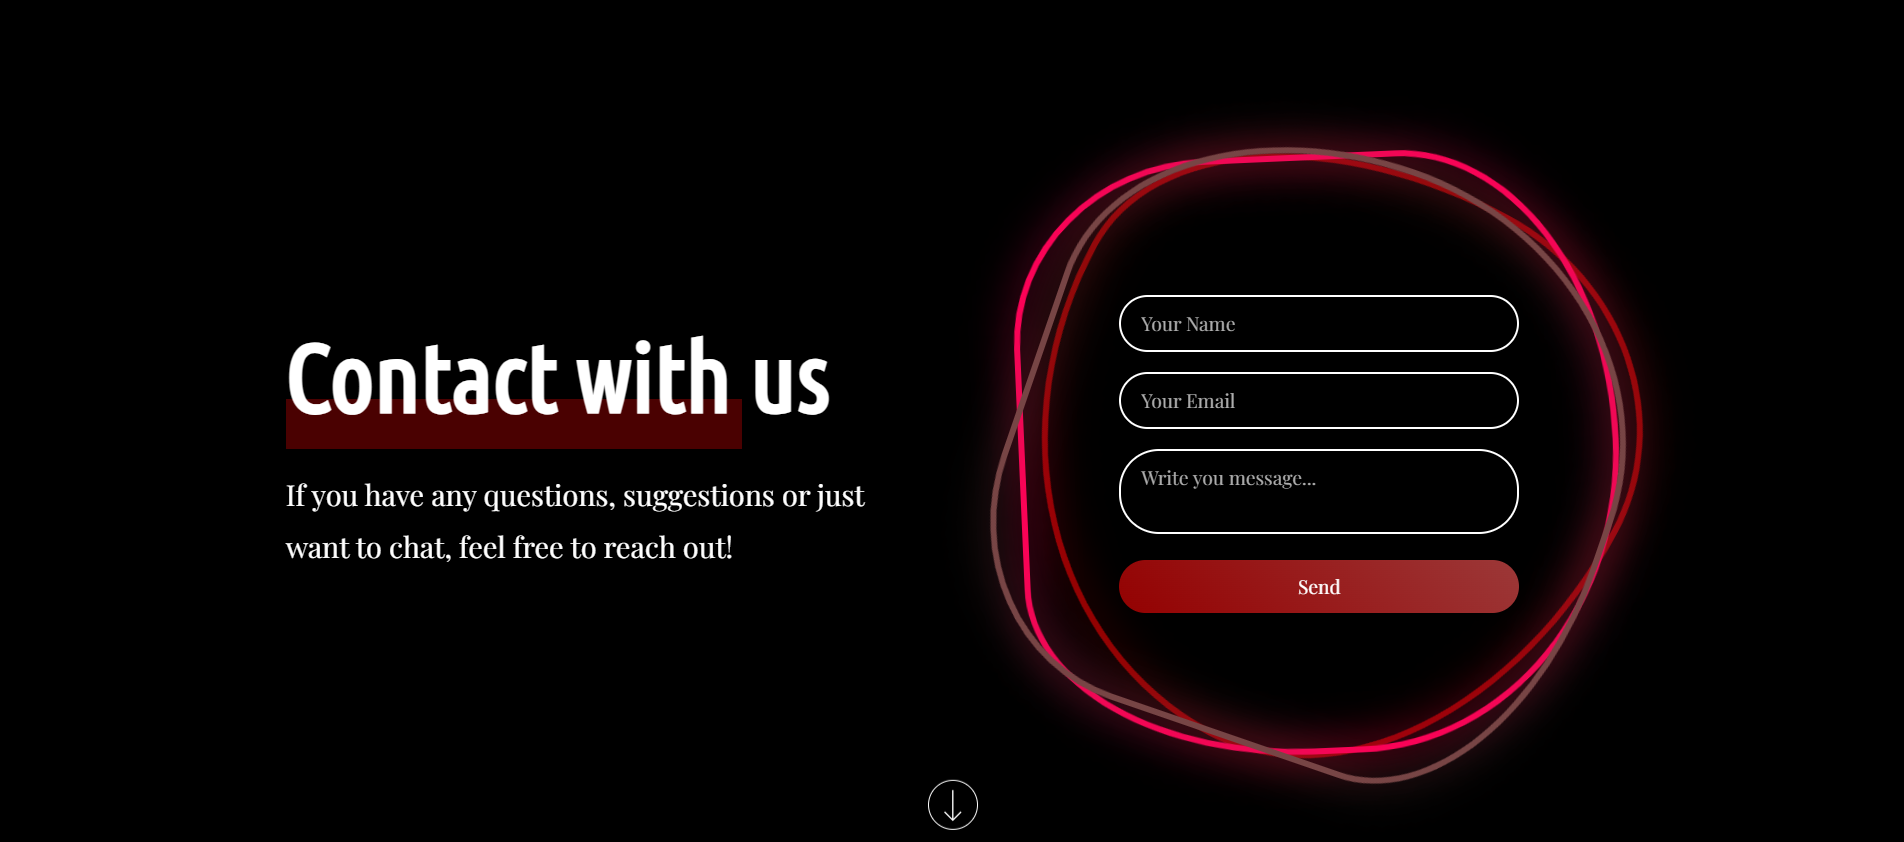 Contact with us
If you have any questions, suggestions or just
want to chat, feel free to reach out!
Your Name
Your Email
Write you message...
Send